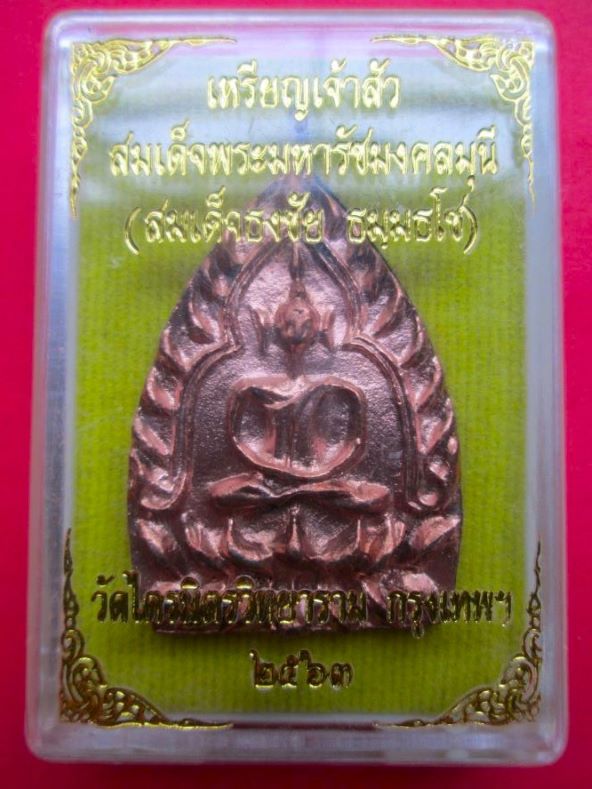 เหรียญเจ้าสัว
สมเด็จพระมหารัชมงคลมุนี
(สมเด็จธงชัย ธมฺมธโช)
วัดไตรมิตรวิทยาราม กรุงเทพฯ
๒๕๖๓